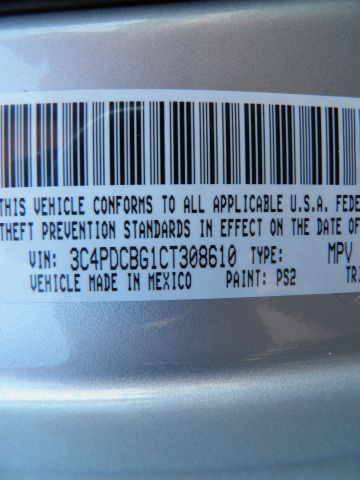 THIS VEHICLE CONFORMS TO ALL APPLICABLE U.S.A. FEDE
THEFT PREVENTION STANDARDS IN EFFECT ON THE DATE OF
VIN: 3C4PDCBG1CT308610 TYPE: MPV
VEHICLE MADE IN MEXICO PAINT: PS2 TRI